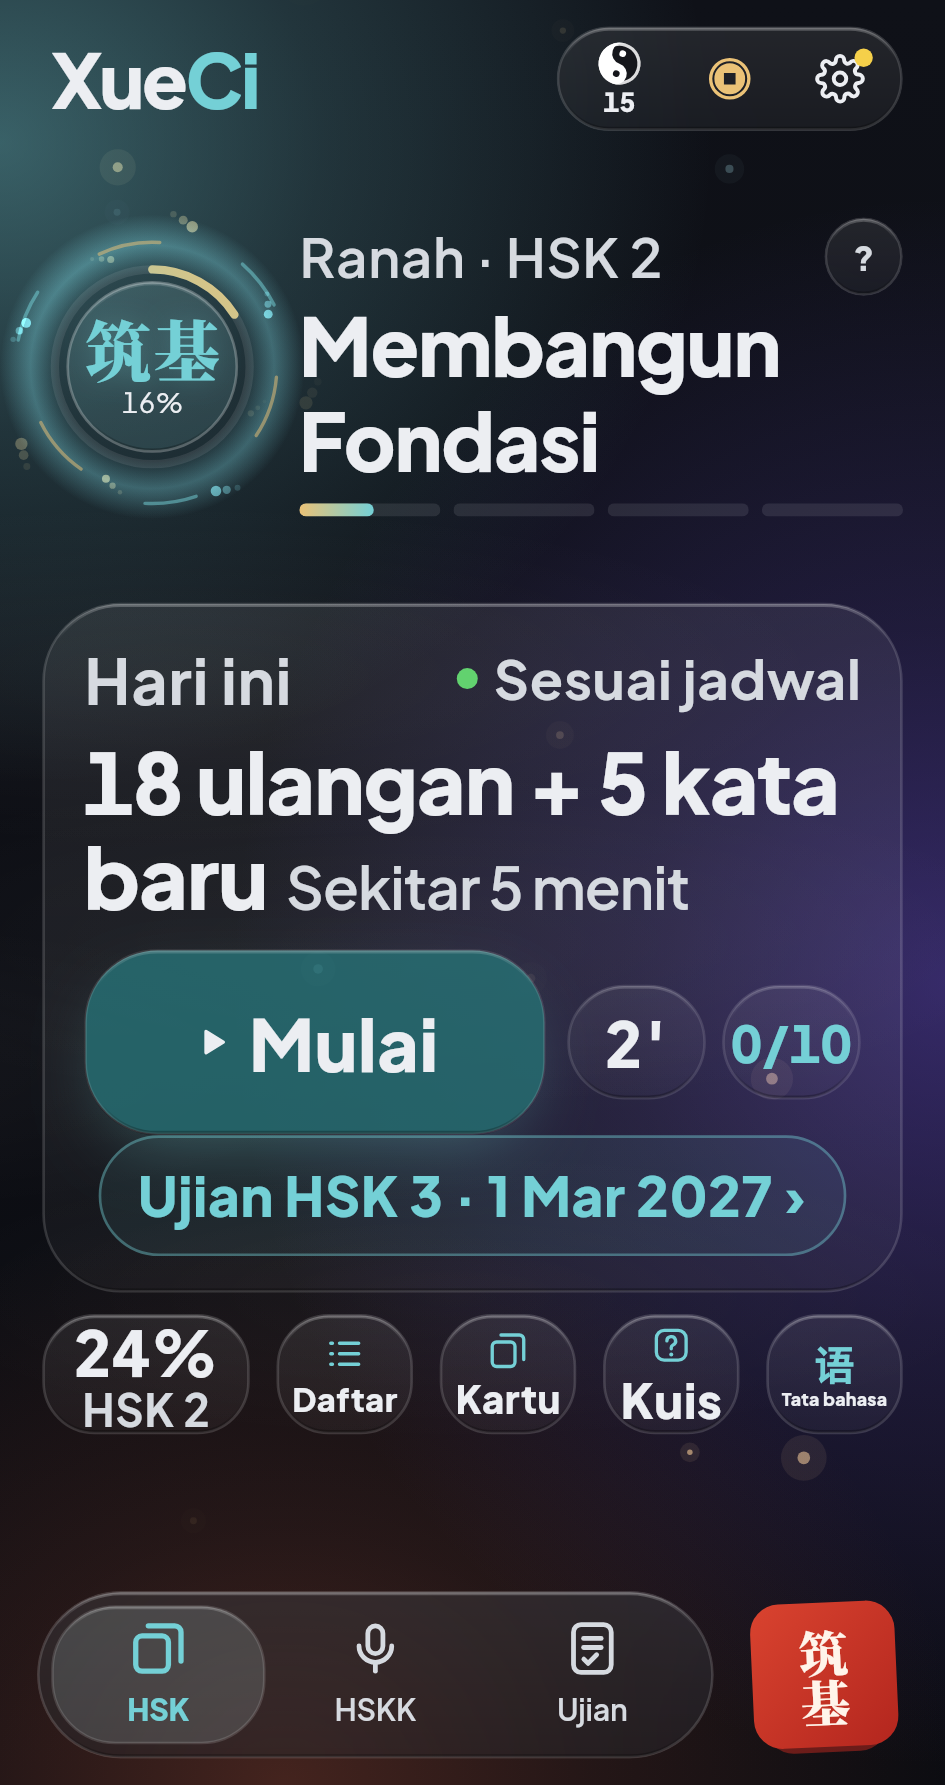 XueCi
15
Ranah · HSK 2
?
Membangun
Fondasi
筑基
16%
Hari ini
Sesuai jadwal
18 ulangan + 5 kata
baru Sekitar 5 menit
Mulai
2'
0/10
Ujian HSK 3 · 1 Mar 2027 ›
24%
HSK 2
Daftar
Kartu
Kuis
语
Tata bahasa
HSK
HSKK
Ujian
筑
基